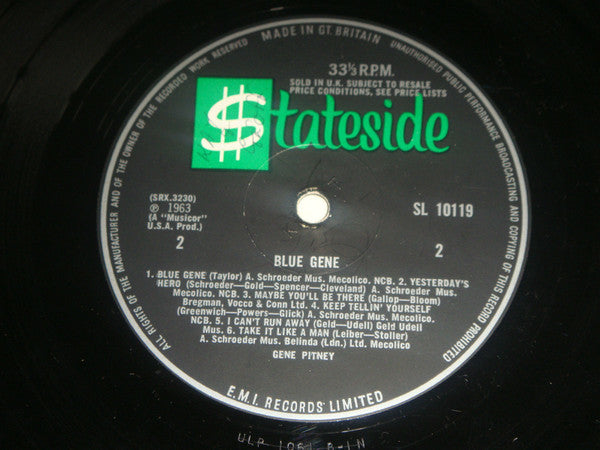 MADE IN GT. BRITAIN
UNAUTHORISED PUBLIC PERFORMANCE BROADCASTING AND COPYING OF THIS RECORD PROHIBITED
ALL RIGHTS OF THE MANUFACTURER AND OF THE OWNER OF THE RECORDED WORK RESERVED
33⅓ R.P.M.
SOLD IN U.K. SUBJECT TO RESALE
PRICE CONDITIONS, SEE PRICE LISTS
$tateside
(SRX.3230)
℗ 1963
(A "Musicor"
U.S.A. Prod.)
2
SL 10119
2
BLUE GENE
1. BLUE GENE (Taylor) A. Schroeder Mus. Mecolico. NCB. 2. YESTERDAY'S
HERO (Schroeder—Gold—Spencer—Cleveland) A. Schroeder Mus.
Mecolico. NCB. 3. MAYBE YOU'LL BE THERE (Gallop—Bloom)
Bregman, Vocco & Conn Ltd. 4. KEEP TELLIN' YOURSELF
(Greenwich—Powers—Glick) A. Schroeder Mus. Mecolico.
NCB. 5. I CAN'T RUN AWAY (Geld—Udell) Geld Udell
Mus. 6. TAKE IT LIKE A MAN (Leiber—Stoller)
A. Schroeder Mus. Belinda (Ldn.) Ltd. Mecolico
GENE PITNEY
E.M.I. RECORDS LIMITED